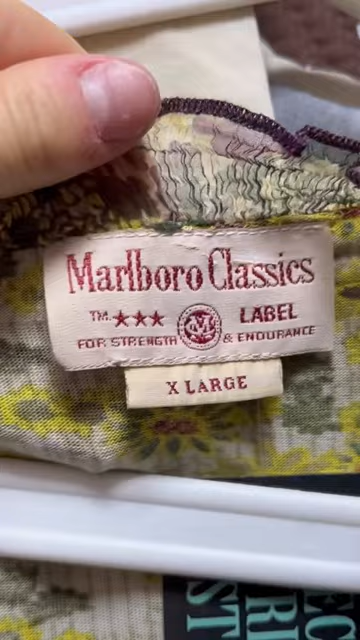 Marlboro Classics
TM. ★★★ M LABEL
FOR STRENGTH & ENDURANCE
X LARGE